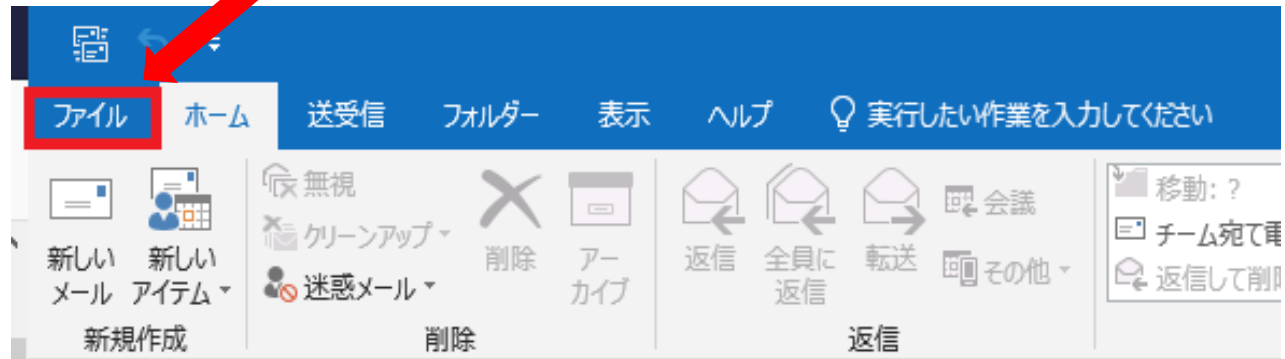 ファイル ホーム 送受信 フォルダー 表示 ヘルプ 実行したい作業を入力してください
新しい
メール
新しい
アイテム
新規作成
無視
クリーンアップ
迷惑メール
削除
アー
カイブ
削除
返信
全員に
返信
転送
会議
その他
返信
移動: ?
チーム宛て電
返信して削除